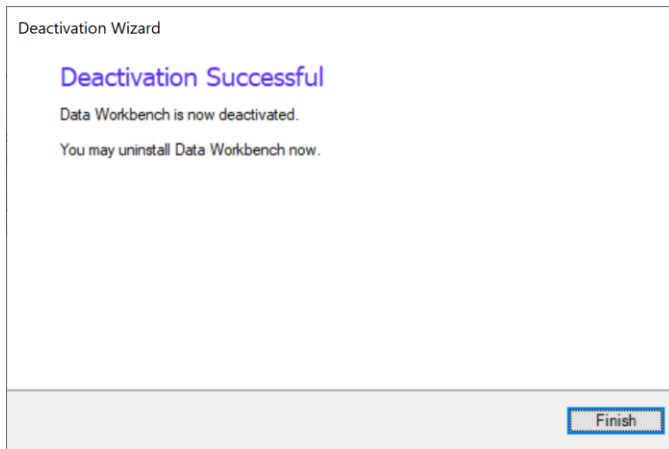 Deactivation Wizard
Deactivation Successful
Data Workbench is now deactivated.
You may uninstall Data Workbench now.
Finish